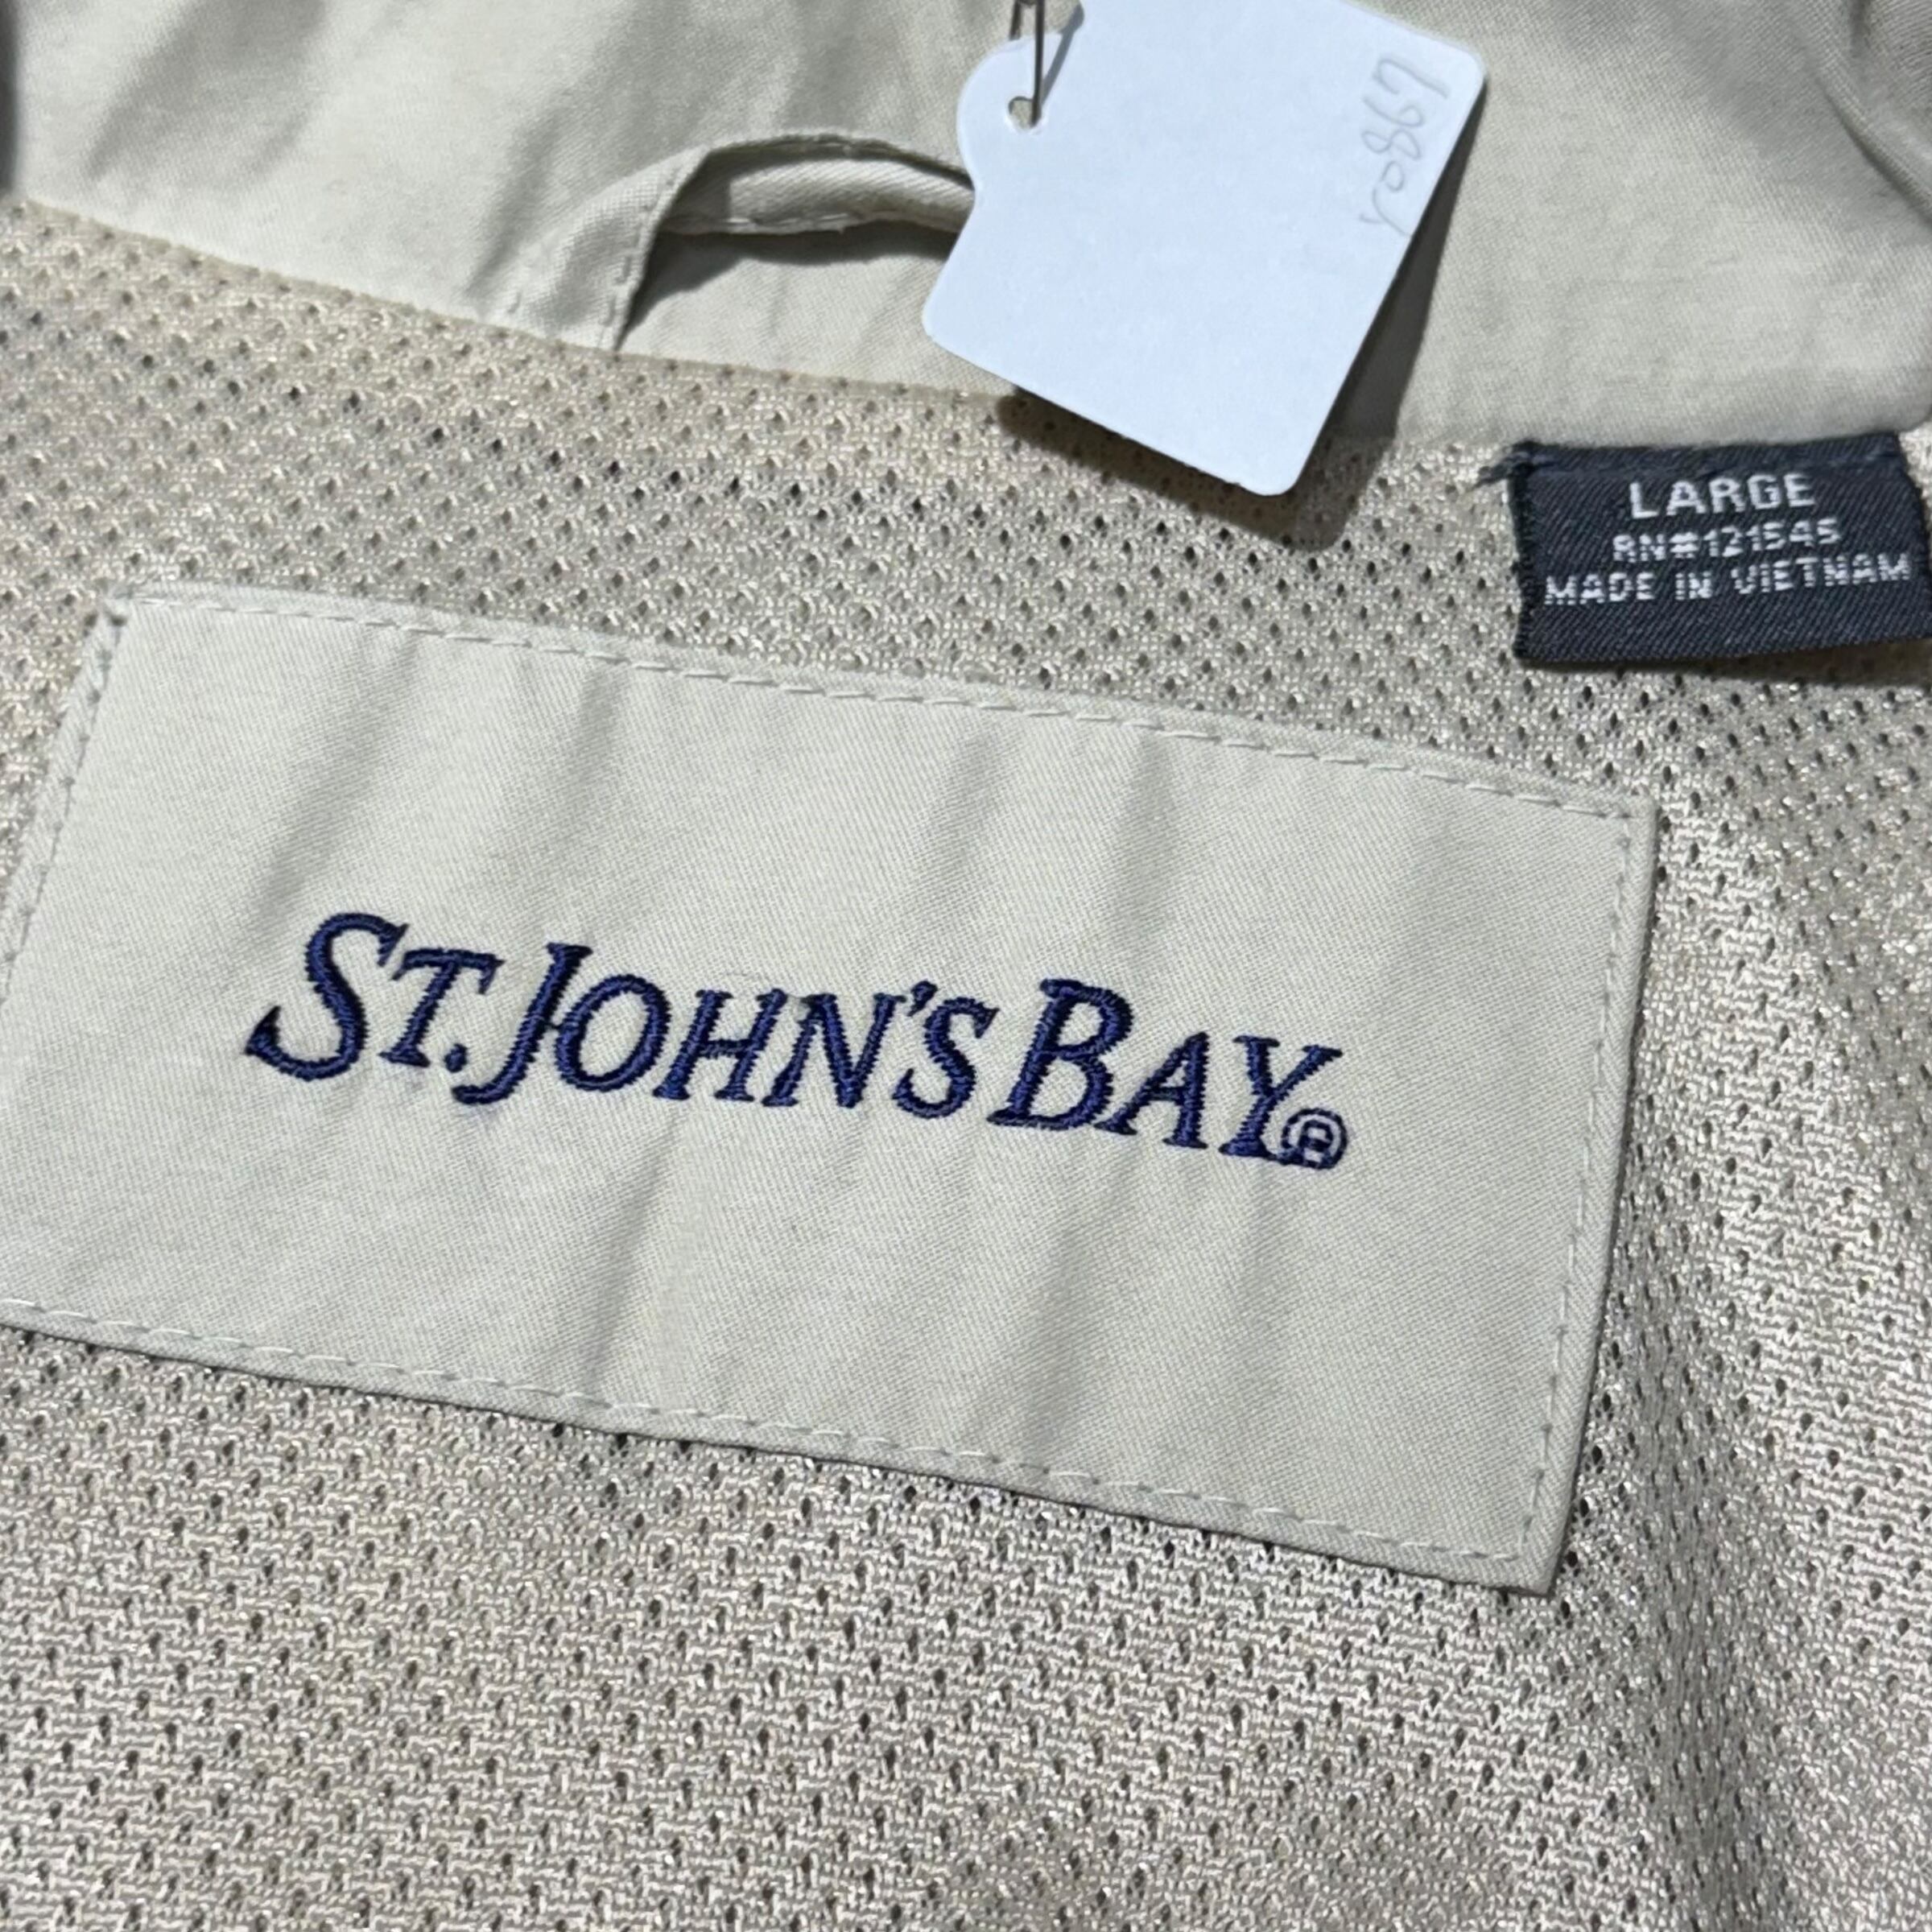 LARGE
RN#121545
MADE IN VIETNAM
ST. JOHN'S BAY®